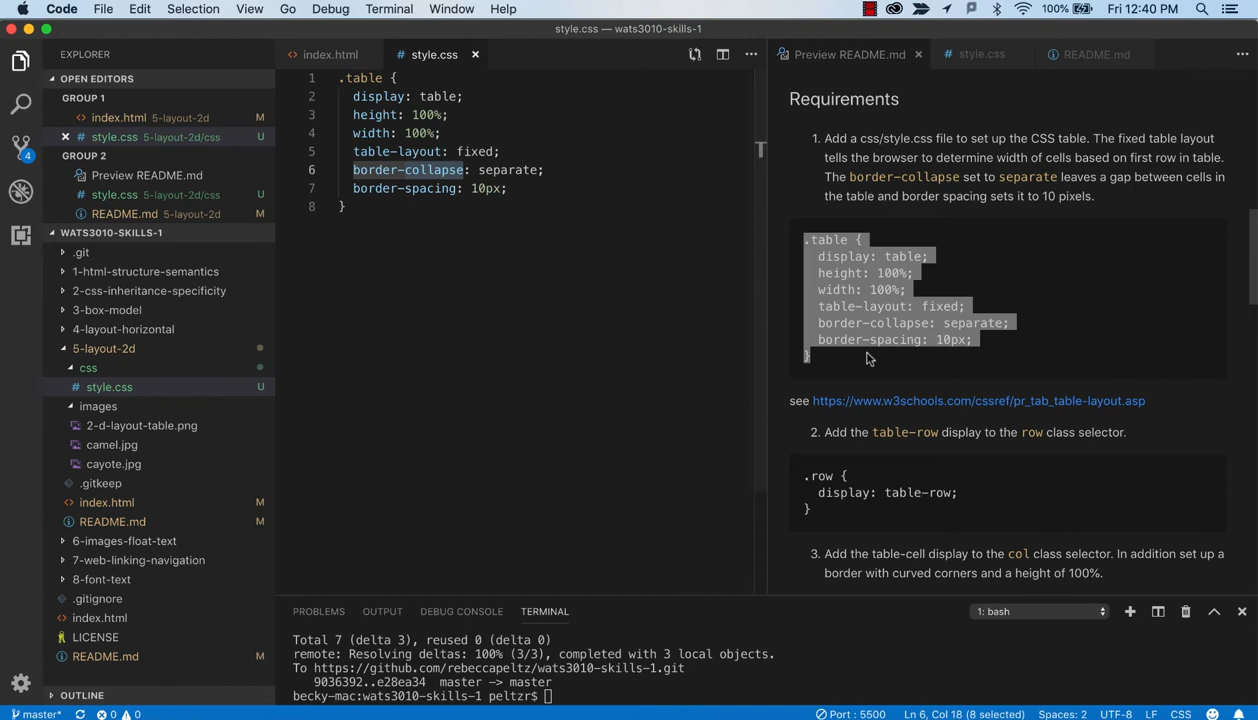 Code File Edit Selection View Go Debug Terminal Window Help 100% Fri 12:40 PM
style.css — wats3010-skills-1
EXPLORER
OPEN EDITORS
GROUP 1
index.html 5-layout-2d M
style.css 5-layout-2d/css U
GROUP 2
Preview README.md
style.css 5-layout-2d/css U
README.md 5-layout-2d M
WATS3010-SKILLS-1
.git
1-html-structure-semantics
2-css-inheritance-specificity
3-box-model
4-layout-horizontal
5-layout-2d
css
style.css U
images
2-d-layout-table.png
camel.jpg
cayote.jpg
.gitkeep
index.html M
README.md M
6-images-float-text
7-web-linking-navigation
8-font-text
.gitignore
index.html
LICENSE
README.md
OUTLINE
4
index.html
# style.css
1 .table {
2 display: table;
3 height: 100%;
4 width: 100%;
5 table-layout: fixed;
6 border-collapse: separate;
7 border-spacing: 10px;
8 }
Preview README.md
# style.css
README.md
Requirements
1. Add a css/style.css file to set up the CSS table. The fixed table layout
tells the browser to determine width of cells based on first row in table.
The border-collapse set to separate leaves a gap between cells in
the table and border spacing sets it to 10 pixels.
.table {
display: table;
height: 100%;
width: 100%;
table-layout: fixed;
border-collapse: separate;
border-spacing: 10px;
}
see https://www.w3schools.com/cssref/pr_tab_table-layout.asp
2. Add the table-row display to the row class selector.
.row {
display: table-row;
}
3. Add the table-cell display to the col class selector. In addition set up a
border with curved corners and a height of 100%.
PROBLEMS OUTPUT DEBUG CONSOLE TERMINAL 1: bash
Total 7 (delta 3), reused 0 (delta 0)
remote: Resolving deltas: 100% (3/3), completed with 3 local objects.
To https://github.com/rebeccapeltz/wats3010-skills-1.git
9036392..e28ea34 master -> master
becky-mac:wats3010-skills-1 peltzr$
master* 0 0 Port : 5500 Ln 6, Col 18 (8 selected) Spaces: 2 UTF-8 LF CSS